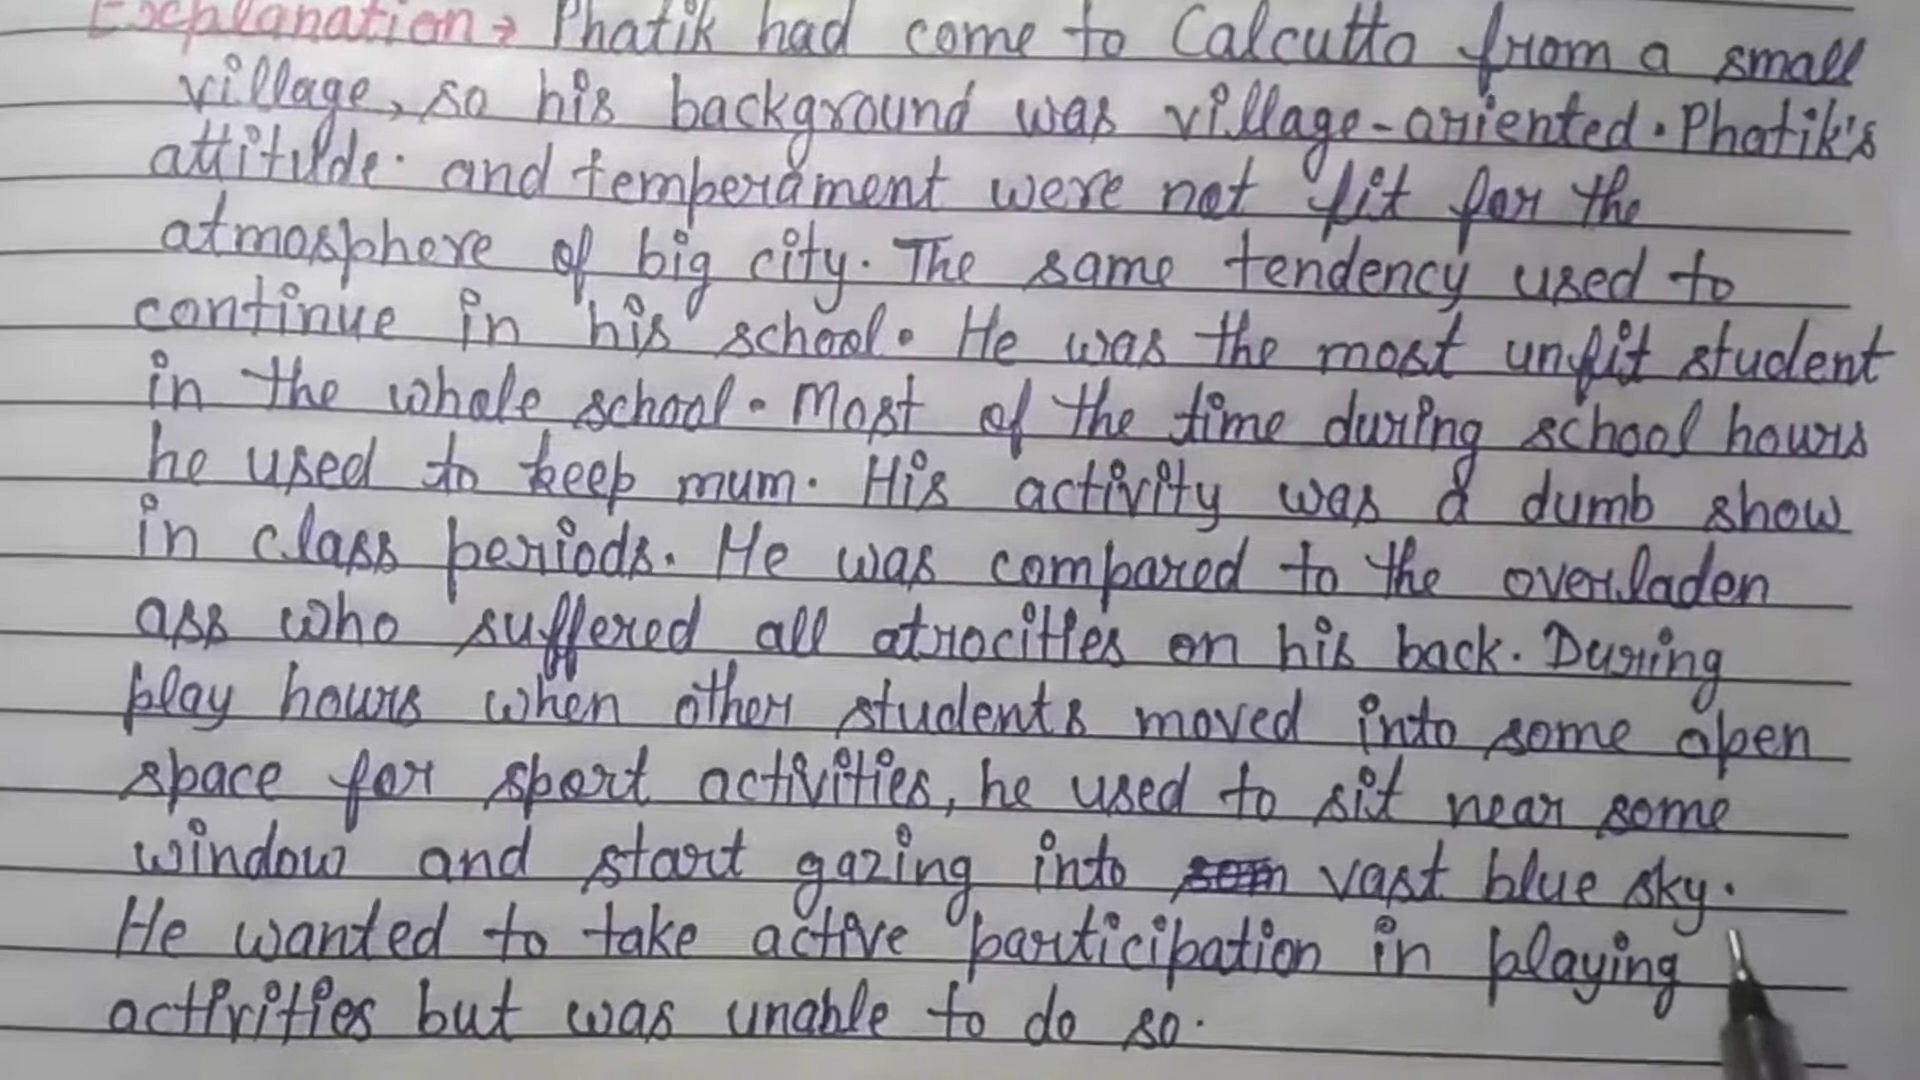 Explanation → Phatik had come to Calcutta from a small
village, so his background was village-oriented. Phatik's
attitude and temperament were not fit for the
atmosphere of big city. The same tendency used to
continue in his school. He was the most unfit student
in the whole school. Most of the time during school hours
he used to keep mum. His activity was a dumb show
in class periods. He was compared to the overladen
ass who suffered all atrocities on his back. During
play hours when other students moved into some open
space for sport activities, he used to sit near some
window and start gazing into vast blue sky.
He wanted to take active participation in playing
activities but was unable to do so.